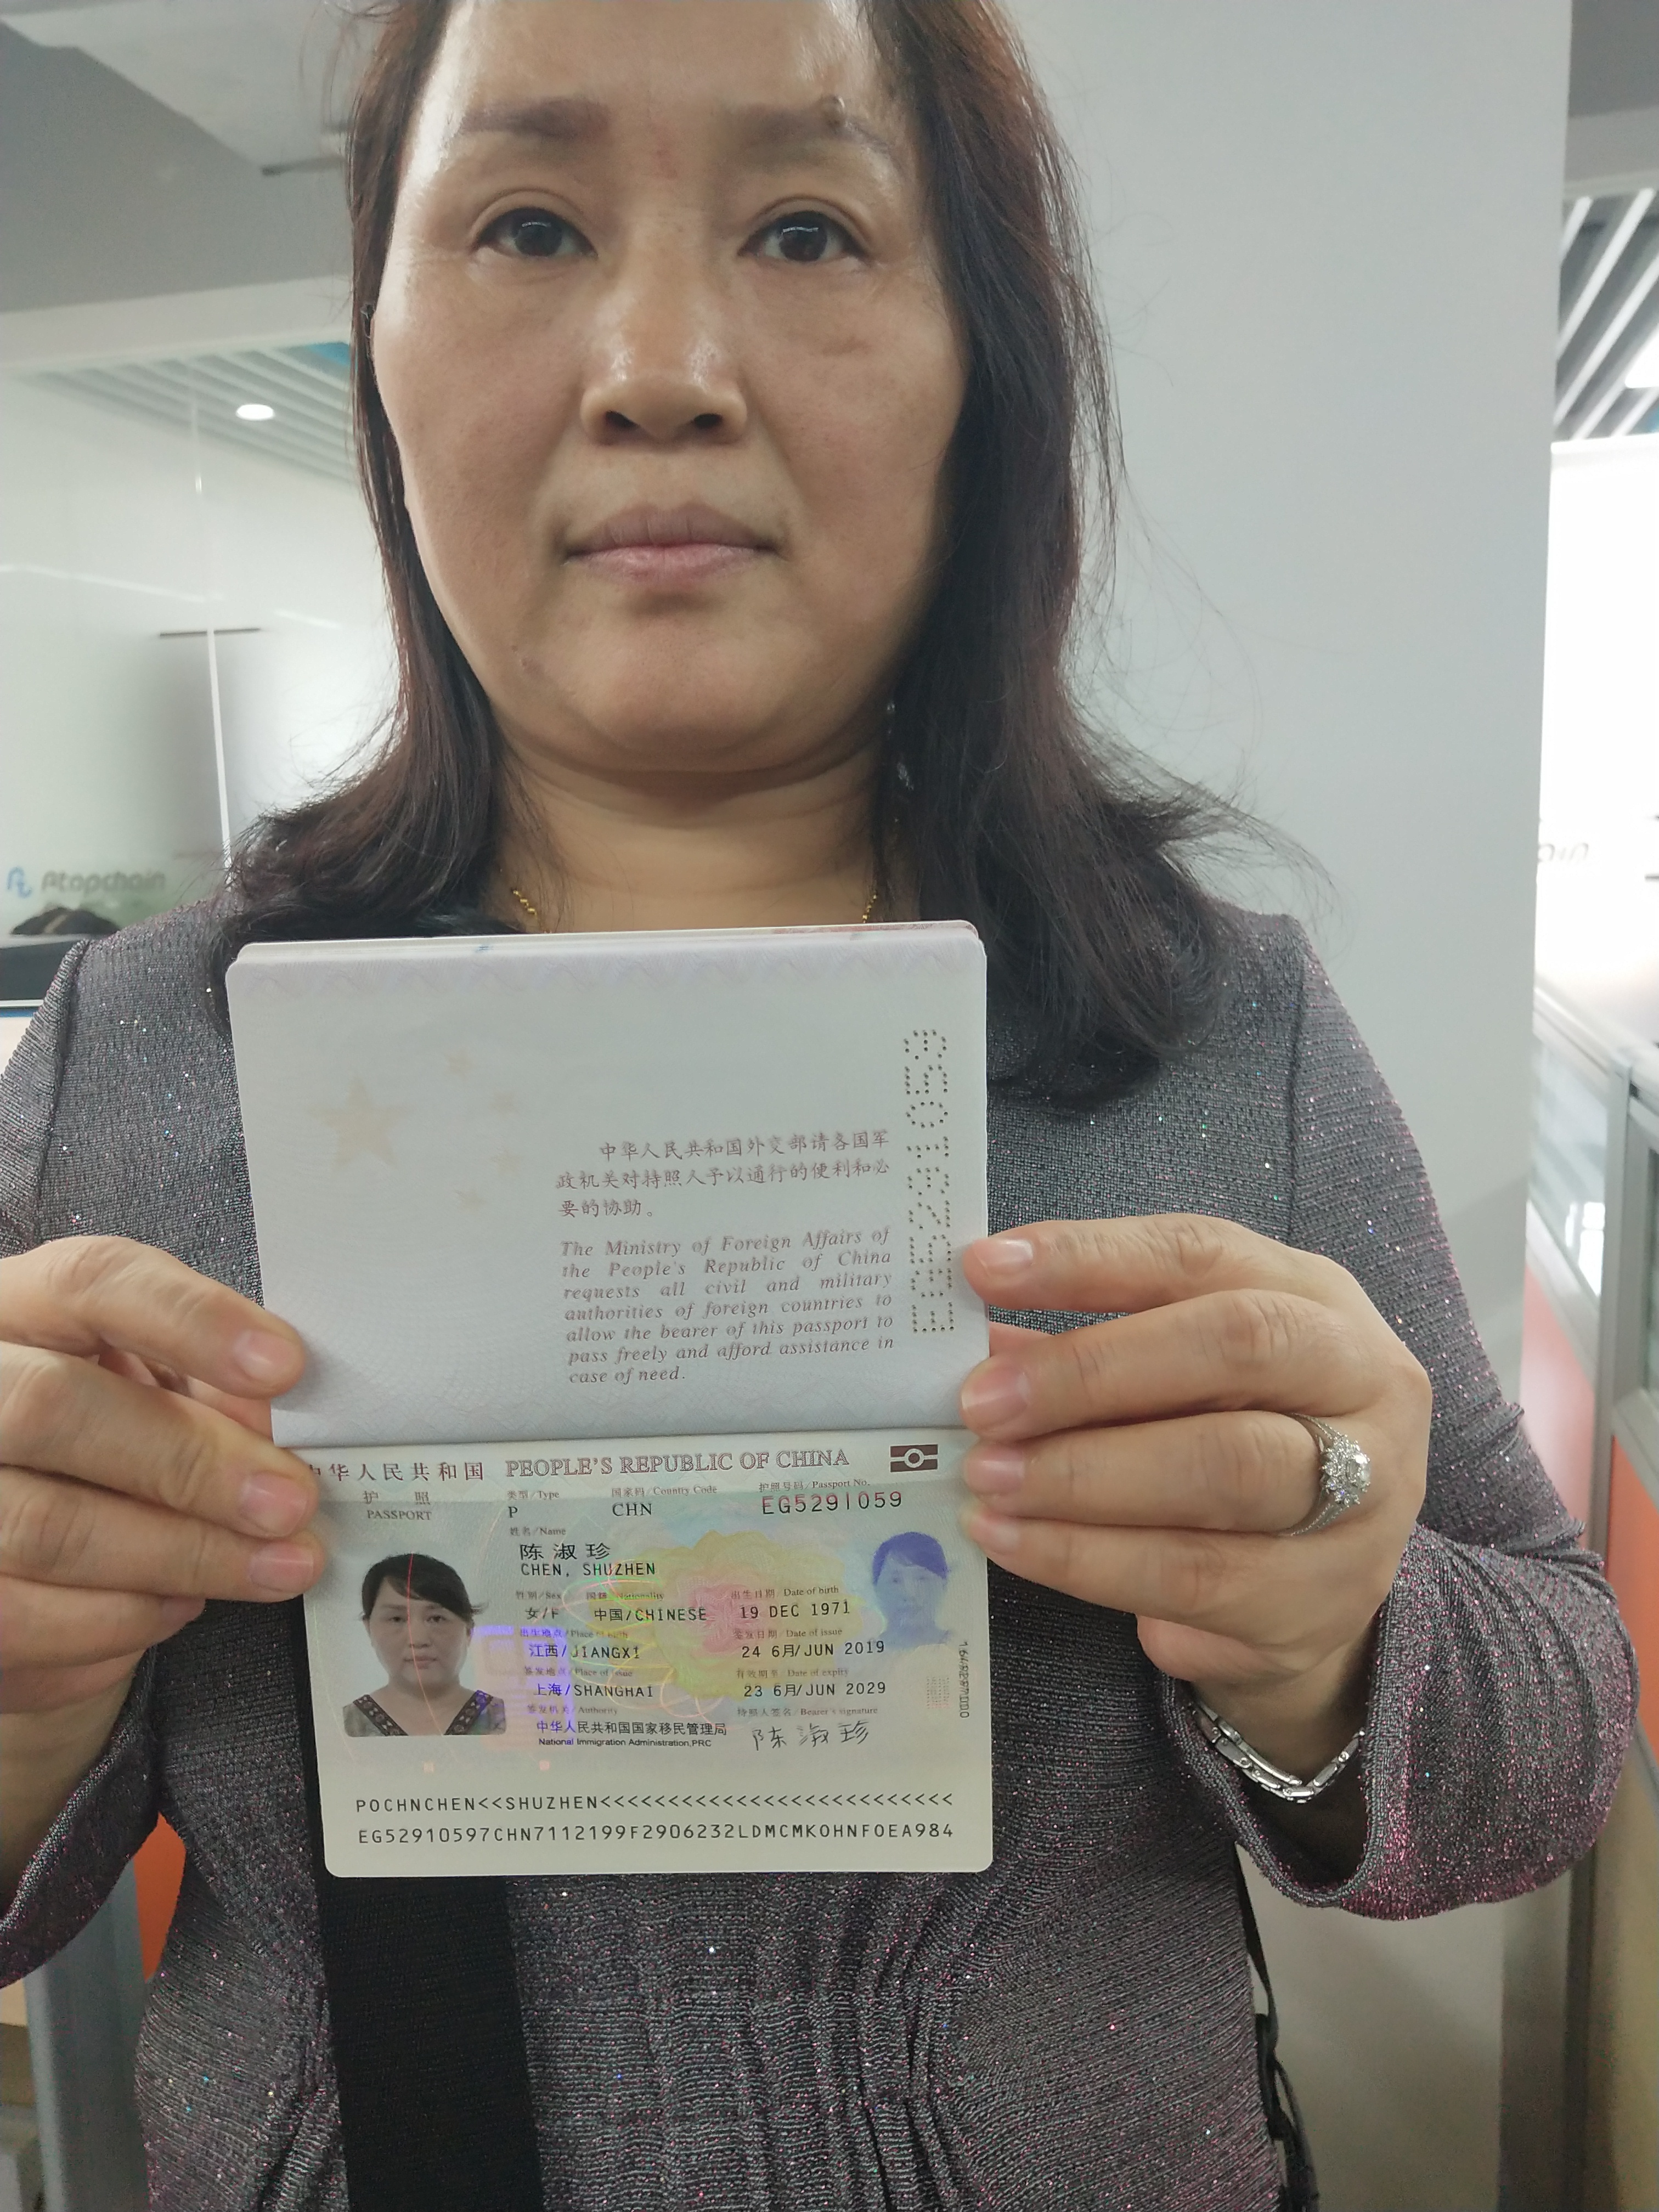 Atopchain
中华人民共和国外交部请各国军
政机关对持照人予以通行的便利和必
要的协助。
The Ministry of Foreign Affairs of
the People's Republic of China
requests all civil and military
authorities of foreign countries to
allow the bearer of this passport to
pass freely and afford assistance in
case of need.
EG5291059
中华人民共和国 PEOPLE'S REPUBLIC OF CHINA
护 照
PASSPORT
类型/Type 国家码/Country Code 护照号码/Passport No.
P CHN EG5291059
姓名/Name
陈淑珍
CHEN, SHUZHEN
性别/Sex 国籍/Nationality 出生日期/Date of birth
女/F 中国/CHINESE 19 DEC 1971
出生地点/Place of birth 签发日期/Date of issue
江西/JIANGXI 24 6月/JUN 2019
签发地点/Place of issue 有效期至/Date of expiry
上海/SHANGHAI 23 6月/JUN 2029
签发机关/Authority 持照人签名/Bearer's signature
中华人民共和国国家移民管理局 陈淑珍
National Immigration Administration,PRC
POCHNCHEN<<SHUZHEN<<<<<<<<<<<<<<<<<<<<<<<<<<
EG52910597CHN7112199F2906232LDMCMKOHNFOEA984